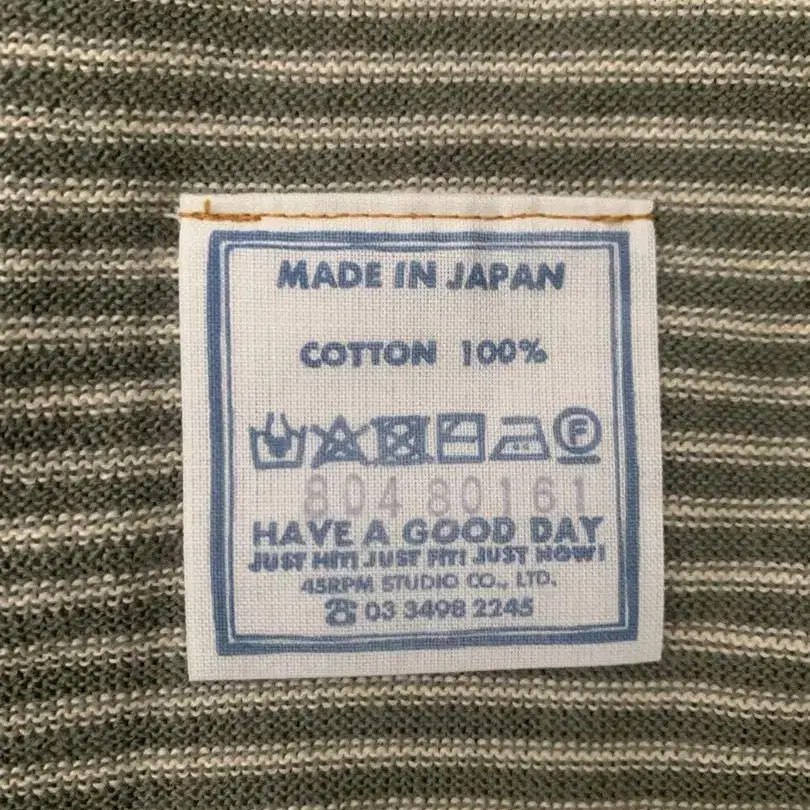 MADE IN JAPAN
COTTON 100%
F
804 80161
HAVE A GOOD DAY
JUST HIT! JUST FIT! JUST NOW!
45RPM STUDIO CO., LTD.
☎ 03 3498 2245